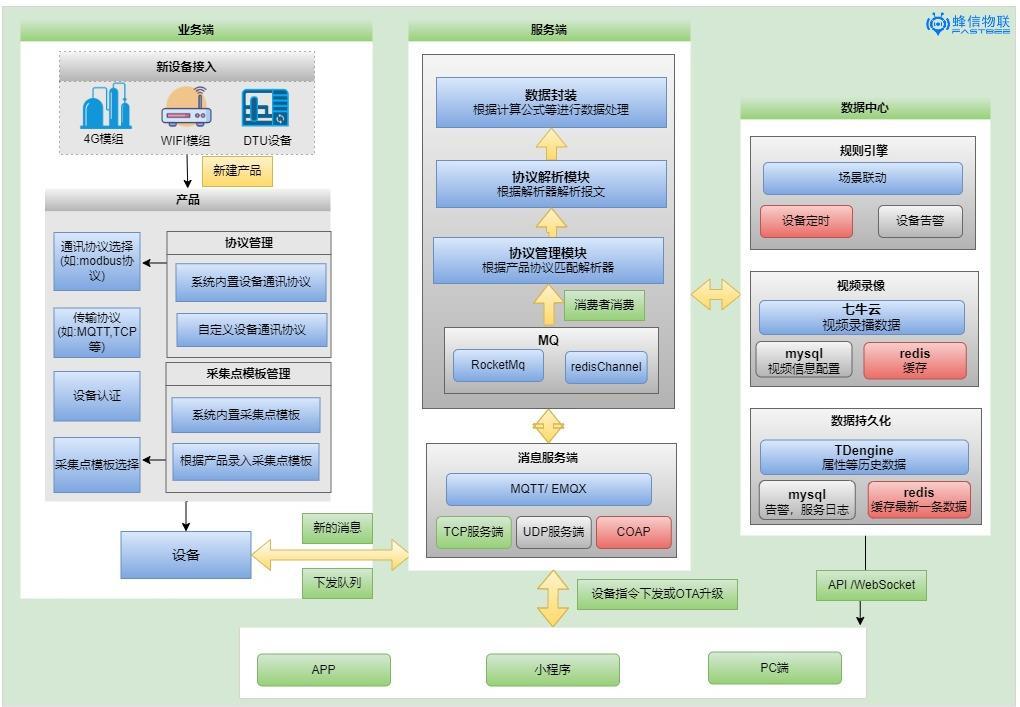 蜂信物联
FASTBEE
业务端
新设备接入
4G模组
WIFI模组
DTU设备
新建产品
产品
通讯协议选择
(如:modbus协
议)
传输协议
(如:MQTT,TCP
等)
设备认证
采集点模板选择
协议管理
系统内置设备通讯协议
自定义设备通讯协议
采集点模板管理
系统内置采集点模板
根据产品录入采集点模板
设备
新的消息
下发队列
服务端
数据封装
根据计算公式等进行数据处理
协议解析模块
根据解析器解析报文
协议管理模块
根据产品协议匹配解析器
消费者消费
MQ
RocketMq
redisChannel
消息服务端
MQTT/ EMQX
TCP服务端
UDP服务端
COAP
设备指令下发或OTA升级
数据中心
规则引擎
场景联动
设备定时
设备告警
视频录像
七牛云
视频录播数据
mysql
视频信息配置
redis
缓存
数据持久化
TDengine
属性等历史数据
mysql
告警，服务日志
redis
缓存最新一条数据
API /WebSocket
APP
小程序
PC端